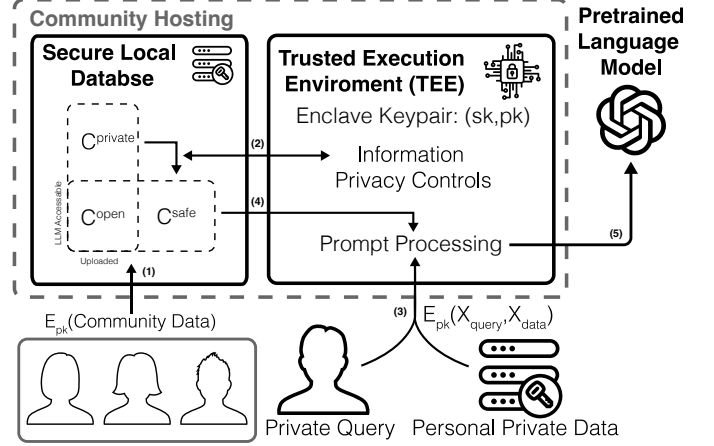 Community Hosting
Secure Local
Databse
Trusted Execution
Enviroment (TEE)
Enclave Keypair: (sk,pk)
Pretrained
Language
Model
Cprivate
(2)
Information
Privacy Controls
LLM Accessable
Copen
Csafe
(4)
Uploaded
Prompt Processing
(5)
(1)
Epk(Community Data)
(3)
Epk(Xquery,Xdata)
Private Query
Personal Private Data